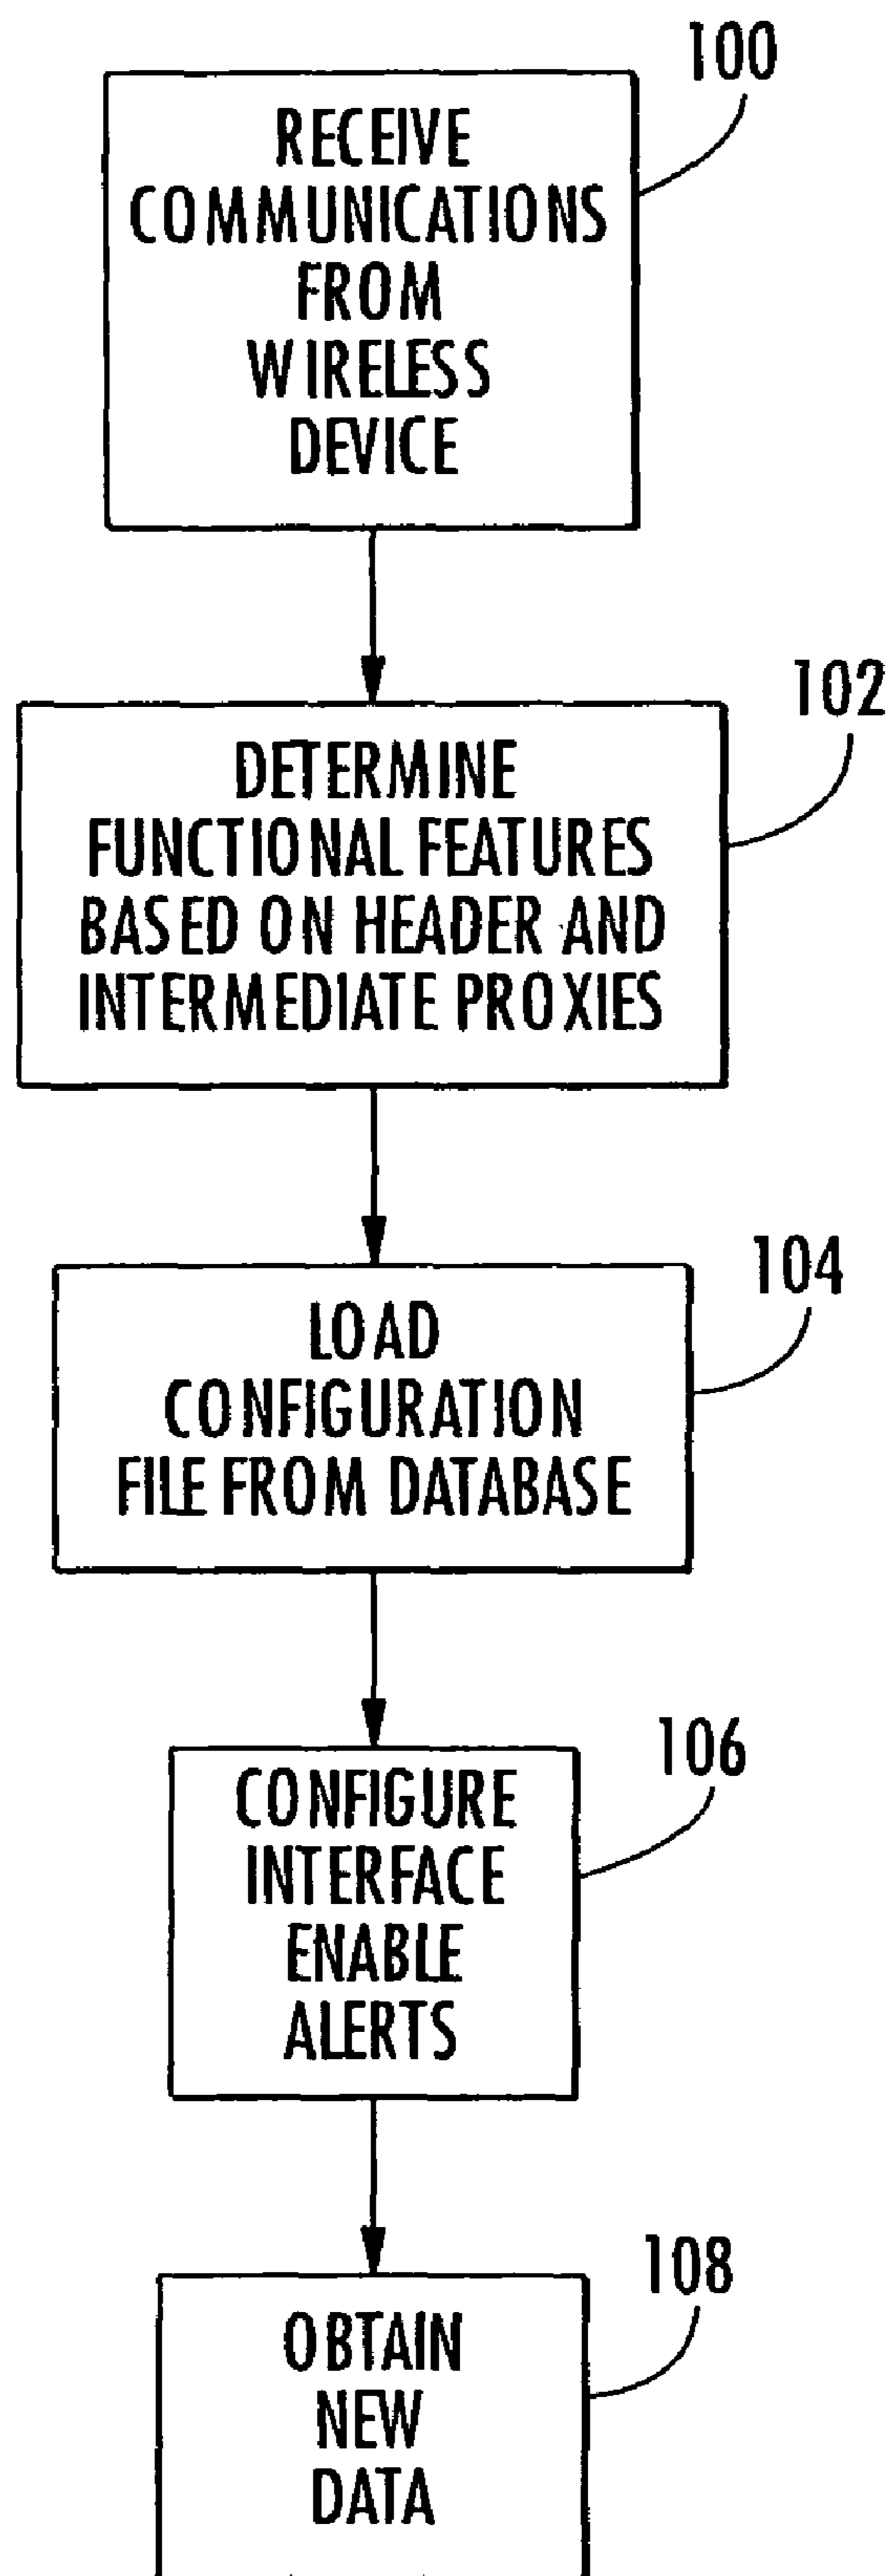 100
RECEIVE
COMMUNICATIONS
FROM
WIRELESS
DEVICE
102
DETERMINE
FUNCTIONAL FEATURES
BASED ON HEADER AND
INTERMEDIATE PROXIES
104
LOAD
CONFIGURATION
FILE FROM DATABASE
106
CONFIGURE
INTERFACE
ENABLE
ALERTS
108
OBTAIN
NEW
DATA